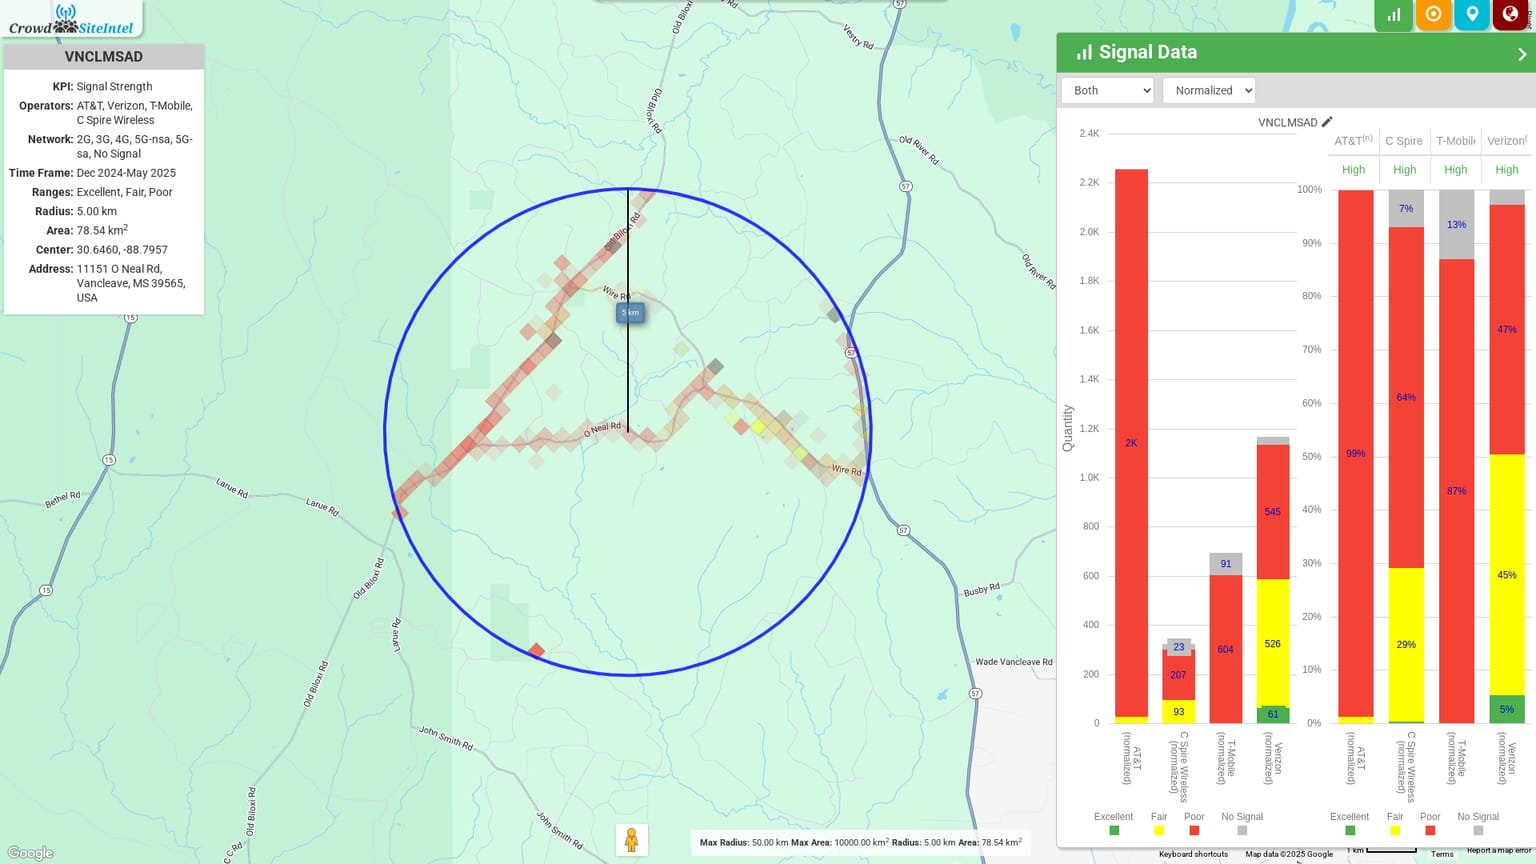 Crowd SiteIntel
VNCLMSAD
KPI: Signal Strength
Operators: AT&T, Verizon, T-Mobile,
C Spire Wireless
Network: 2G, 3G, 4G, 5G-nsa, 5G-
sa, No Signal
Time Frame: Dec 2024-May 2025
Ranges: Excellent, Fair, Poor
Radius: 5.00 km
Area: 78.54 km2
Center: 30.6460, -88.7957
Address: 11151 O Neal Rd,
Vancleave, MS 39565,
USA
Old Biloxi Rd
57
Vestry Rd
Old Biloxi Rd
Old River Rd
57
Old River Rd
Old Biloxi Rd
Wire Rd
5 km
15
57
O Neal Rd
Wire Rd
15
Bethel Rd
Larue Rd
Larue Rd
57
Old Biloxi Rd
15
Busby Rd
Larue Rd
Wade Vancleave Rd
Old Biloxi Rd
57
John Smith Rd
Old Biloxi Rd
John Smith Rd
C C Rd
Google
Max Radius: 50.00 km Max Area: 10000.00 km2 Radius: 5.00 km Area: 78.54 km2
Signal Data
Both
Normalized
VNCLMSAD
2.4K
2.2K
2.0K
1.8K
1.6K
1.4K
1.2K
1.0K
800
600
400
200
0
Quantity
2K
23
207
93
91
604
545
526
61
AT&T
(normalized)
C Spire Wireless
(normalized)
T-Mobile
(normalized)
Verizon
(normalized)
Excellent
Fair
Poor
No Signal
AT&T(n)
C Spire
T-Mobile
Verizon(
High
High
High
High
100%
90%
80%
70%
60%
50%
40%
30%
20%
10%
0%
99%
7%
64%
29%
13%
87%
47%
45%
5%
AT&T
(normalized)
C Spire Wireless
(normalized)
T-Mobile
(normalized)
Verizon
(normalized)
Excellent
Fair
Poor
No Signal
Keyboard shortcuts
Map data ©2025 Google
1 km
Terms
Report a map error